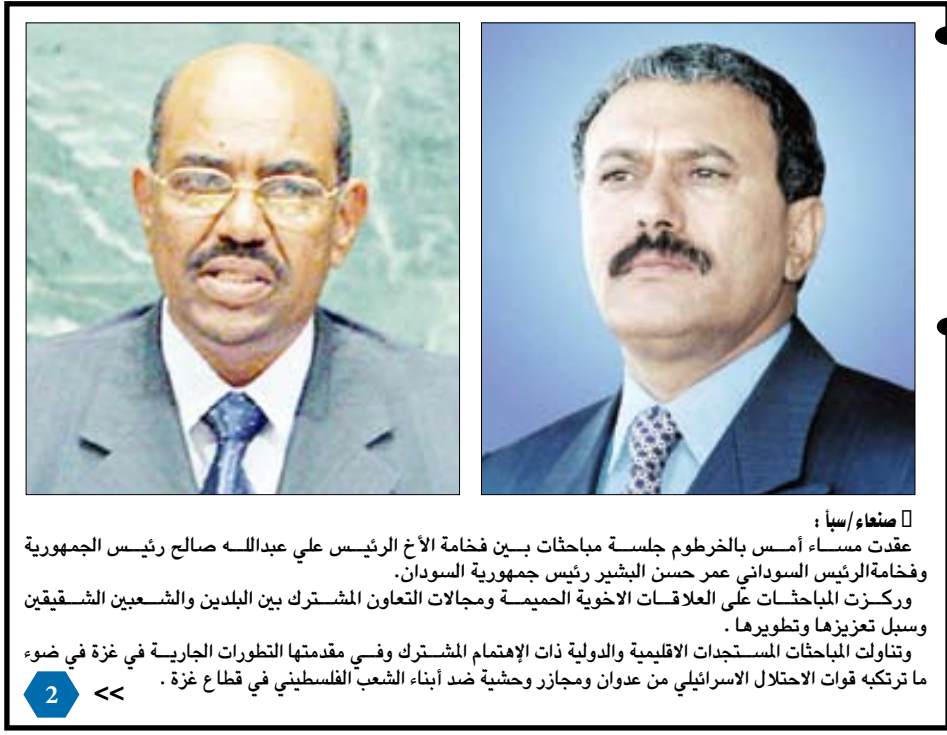 صنعاء/سبأ :
عقدت مساء أمس بالخرطوم جلسة مباحثات بين فخامة الأخ الرئيس علي عبدالله صالح رئيس الجمهورية
وفخامةالرئيس السوداني عمر حسن البشير رئيس جمهورية السودان.
وركزت المباحثات على العلاقات الاخوية الحميمة ومجالات التعاون المشترك بين البلدين والشعبين الشقيقين
وسبل تعزيزها وتطويرها .
وتناولت المباحثات المستجدات الاقليمية والدولية ذات الإهتمام المشترك وفي مقدمتها التطورات الجارية في غزة في ضوء
ما ترتكبه قوات الاحتلال الاسرائيلي من عدوان ومجازر وحشية ضد أبناء الشعب الفلسطيني في قطاع غزة .
>> 2